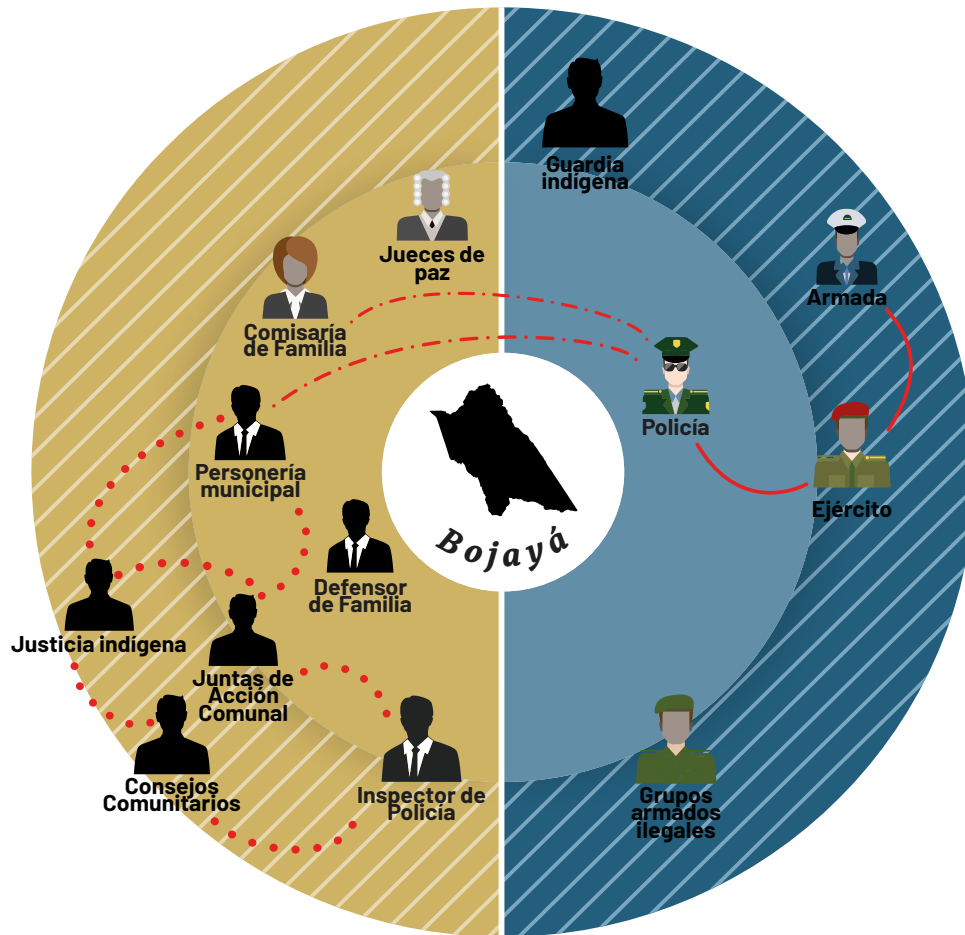 Guardia
indígena
Jueces de
paz
Armada
Comisaría
de Familia
Policía
Personería
municipal
Ejército
Bojayá
Defensor
de Familia
Justicia indígena
Juntas de
Acción
Comunal
Consejos
Comunitarios
Inspector de
Policía
Grupos
armados
ilegales